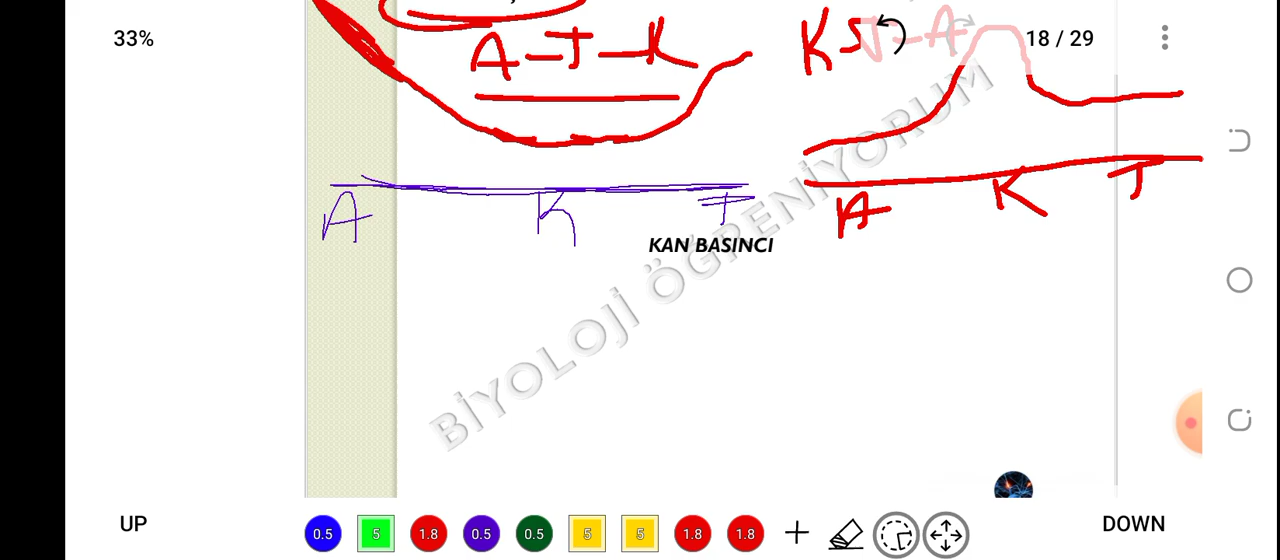 33%
18 / 29
A-T-K
A K T
A K T
KAN BASINCI
BİYOLOJİ ÖĞRENİYORUM
UP
0.5 5 1.8 0.5 0.5 5 5 1.8 1.8
DOWN